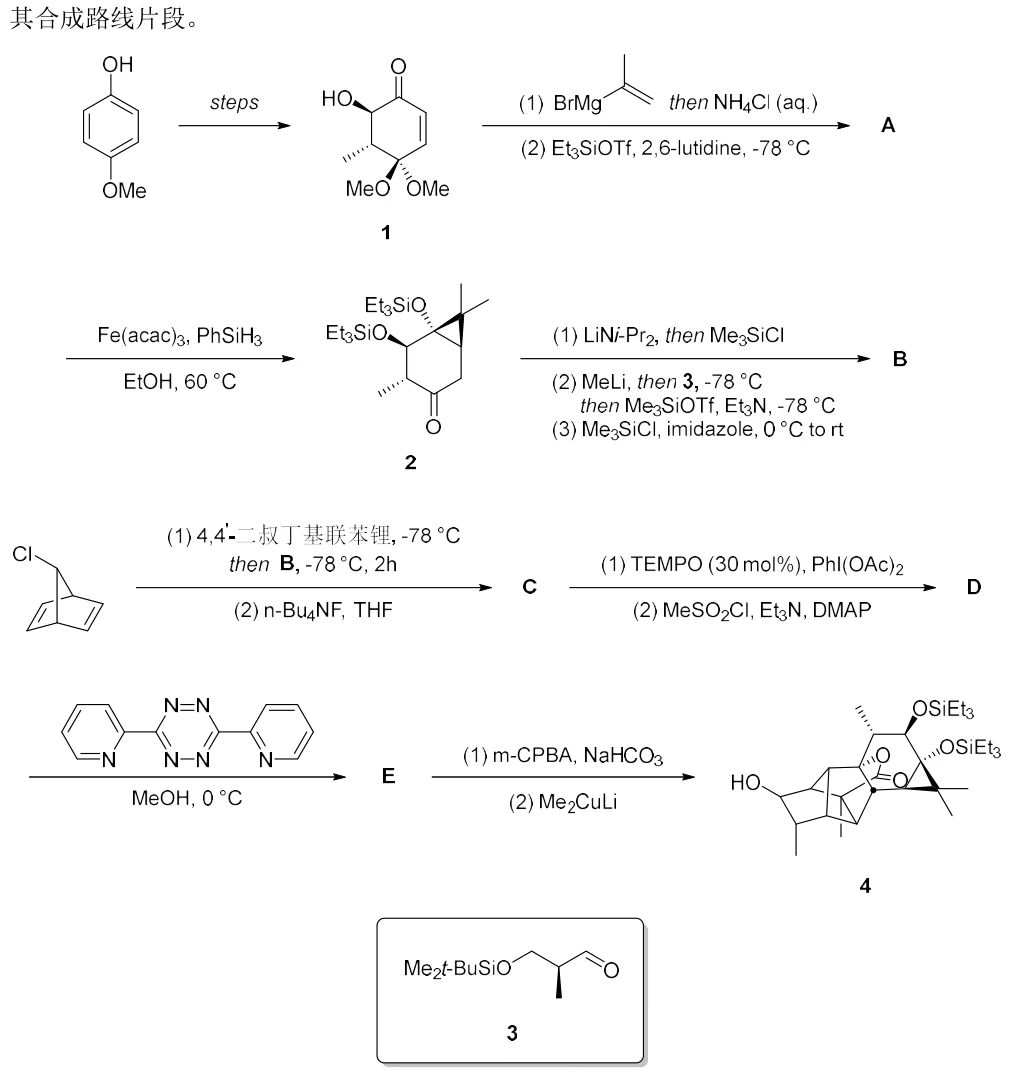 其合成路线片段。
OH
OMe
steps
HO
O
MeO OMe
1
(1) BrMg then NH₄Cl (aq.)
(2) Et₃SiOTf, 2,6-lutidine, -78 °C
A
Fe(acac)₃, PhSiH₃
EtOH, 60 °C
Et₃SiO
Et₃SiO
O
2
(1) LiNi-Pr₂, then Me₃SiCl
(2) MeLi, then 3, -78 °C
then Me₃SiOTf, Et₃N, -78 °C
(3) Me₃SiCl, imidazole, 0 °C to rt
B
Cl
(1) 4,4'-二叔丁基联苯锂, -78 °C
then B, -78 °C, 2h
(2) n-Bu₄NF, THF
C
(1) TEMPO (30 mol%), PhI(OAc)₂
(2) MeSO₂Cl, Et₃N, DMAP
D
N N=N N
N N
MeOH, 0 °C
E
(1) m-CPBA, NaHCO₃
(2) Me₂CuLi
OSiEt₃
OSiEt₃
O
O
HO
4
Me₂t-BuSiO O
3